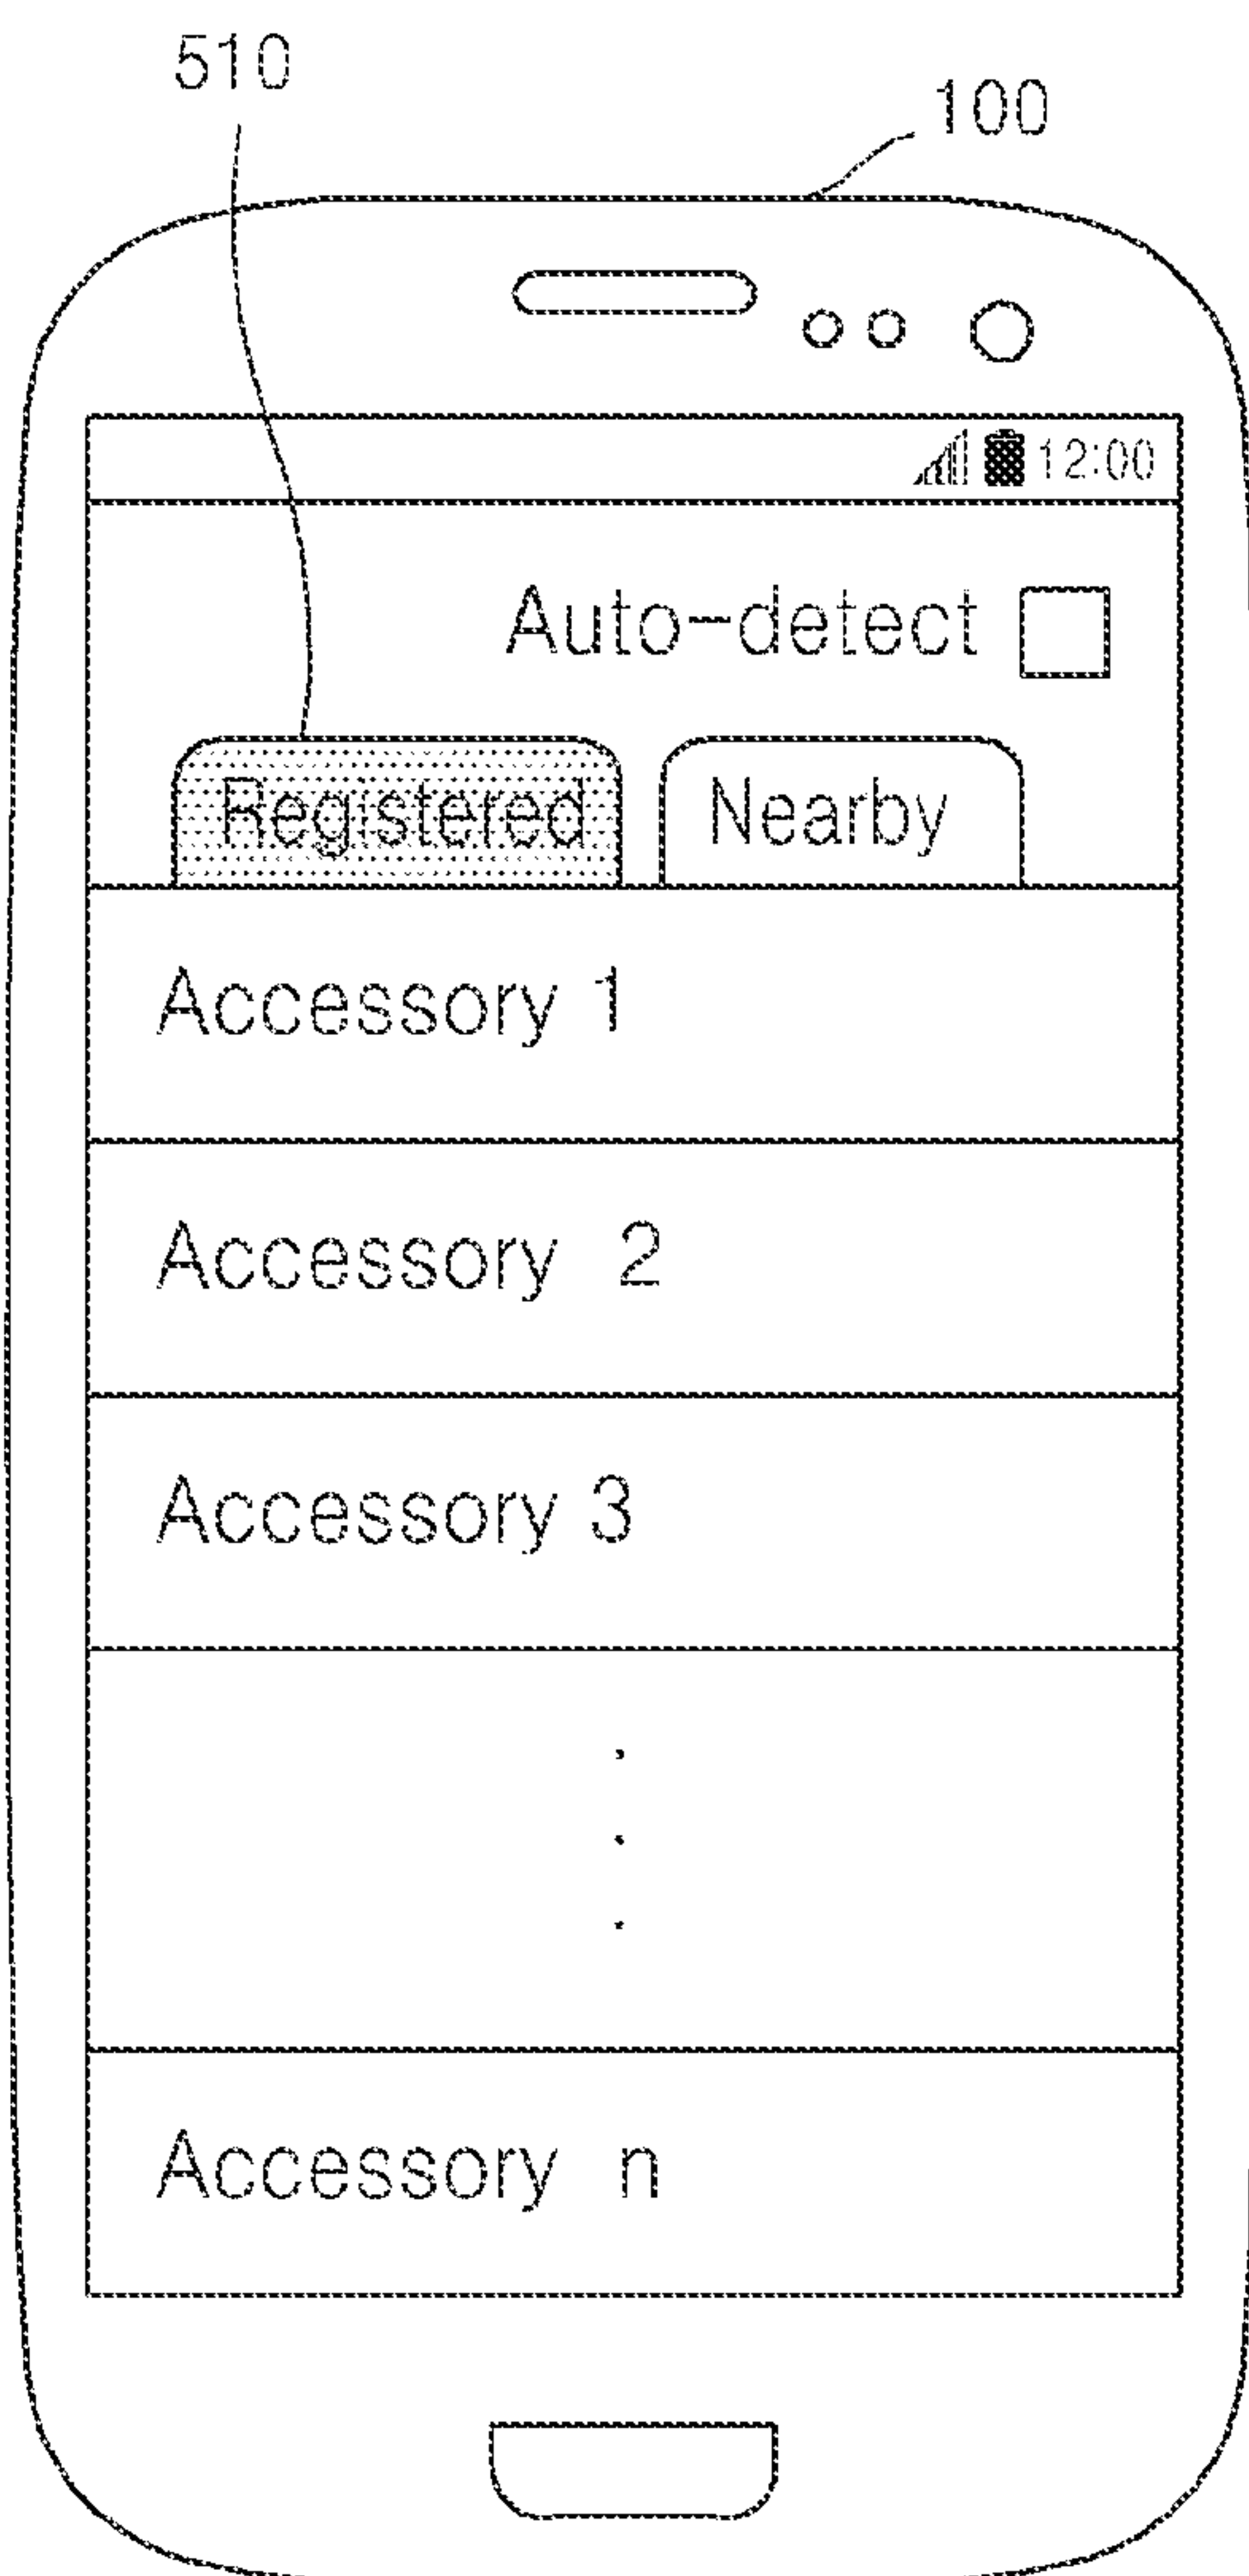 510
100
12:00
Auto-detect
Registered
Nearby
Accessory 1
Accessory 2
Accessory 3
Accessory n